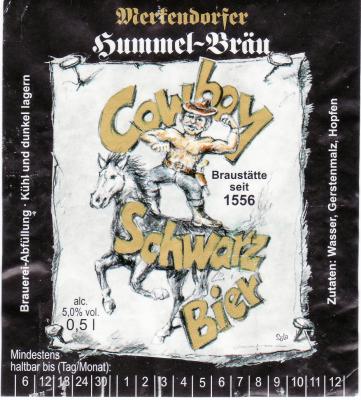 Merkendorfer
Hummel-Bräu
Cowboy
Braustätte
seit
1556
Schwarz
Bier
alc.
5,0% vol.
0,5 l
Brauerei-Abfüllung · Kühl und dunkel lagern
Zutaten: Wasser, Gerstenmalz, Hopfen
Mindestens
haltbar bis (Tag/Monat):
6 12 18 24 30 1 2 3 4 5 6 7 8 9 10 11 12